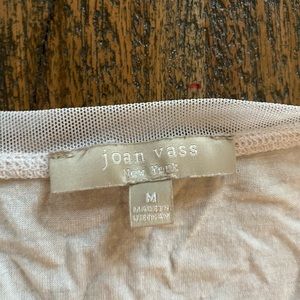 joan vass
New York
M
MADE IN
VIETNAM